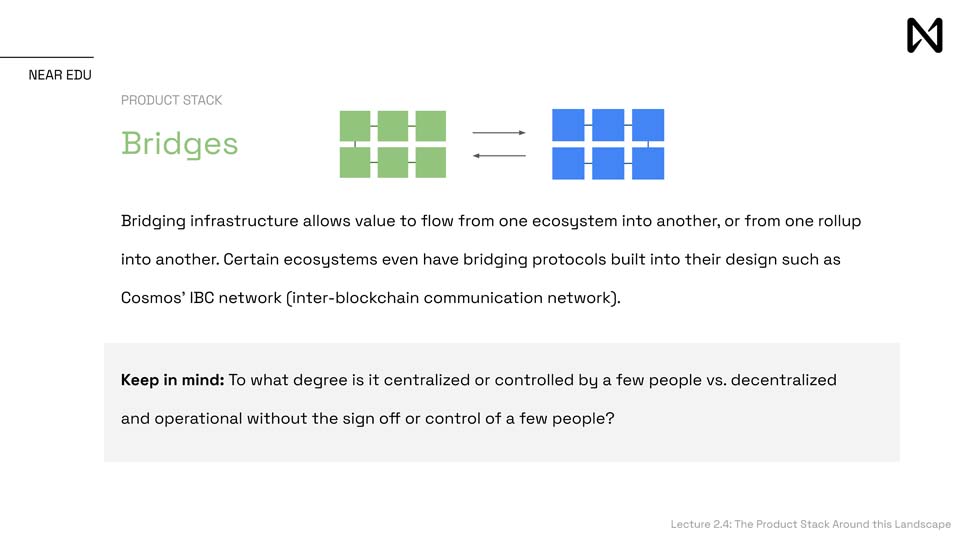 NEAR EDU
PRODUCT STACK
Bridges
Bridging infrastructure allows value to flow from one ecosystem into another, or from one rollup
into another. Certain ecosystems even have bridging protocols built into their design such as
Cosmos’ IBC network (inter-blockchain communication network).
Keep in mind: To what degree is it centralized or controlled by a few people vs. decentralized
and operational without the sign off or control of a few people?
Lecture 2.4: The Product Stack Around this Landscape